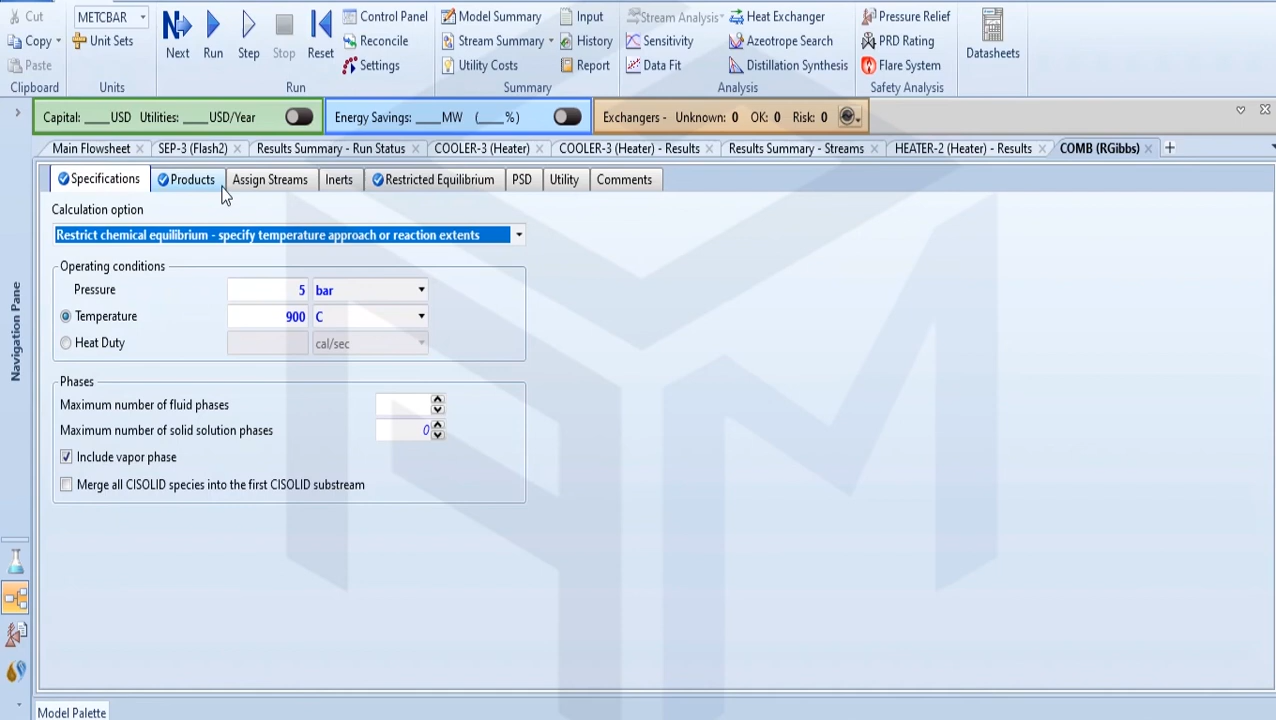 Cut METCBAR Control Panel Model Summary Input Stream Analysis Heat Exchanger Pressure Relief
Copy Unit Sets Next Run Step Stop Reset Reconcile Stream Summary History Sensitivity Azeotrope Search PRD Rating Datasheets
Paste Settings Utility Costs Report Data Fit Distillation Synthesis Flare System
Clipboard Units Run Summary Analysis Safety Analysis
Capital: ____USD Utilities: ____USD/Year Energy Savings: ____MW (____%) Exchangers - Unknown: 0 OK: 0 Risk: 0
Main Flowsheet SEP-3 (Flash2) Results Summary - Run Status COOLER-3 (Heater) COOLER-3 (Heater) - Results Results Summary - Streams HEATER-2 (Heater) - Results COMB (RGibbs) +
Specifications Products Assign Streams Inerts Restricted Equilibrium PSD Utility Comments
Calculation option
Restrict chemical equilibrium - specify temperature approach or reaction extents
Operating conditions
Pressure 5 bar
Temperature 900 C
Heat Duty cal/sec
Phases
Maximum number of fluid phases
Maximum number of solid solution phases 0
Include vapor phase
Merge all CISOLID species into the first CISOLID substream
Navigation Pane
Model Palette